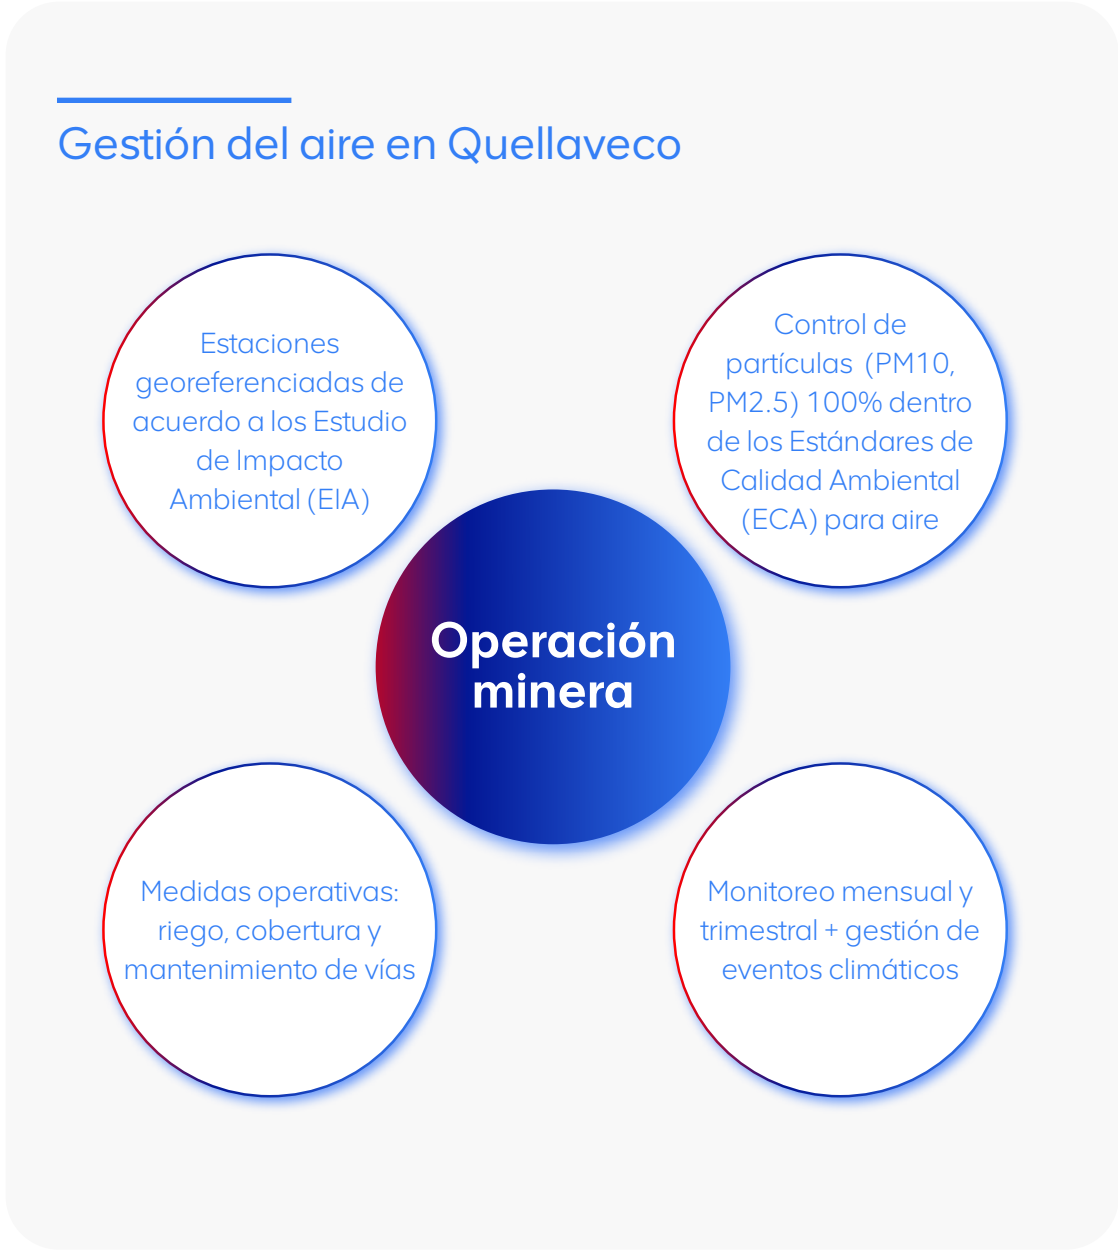 Gestión del aire en Quellaveco
Estaciones
georeferenciadas de
acuerdo a los Estudio
de Impacto
Ambiental (EIA)
Control de
partículas (PM10,
PM2.5) 100% dentro
de los Estándares de
Calidad Ambiental
(ECA) para aire
Operación
minera
Medidas operativas:
riego, cobertura y
mantenimiento de vías
Monitoreo mensual y
trimestral + gestión de
eventos climáticos